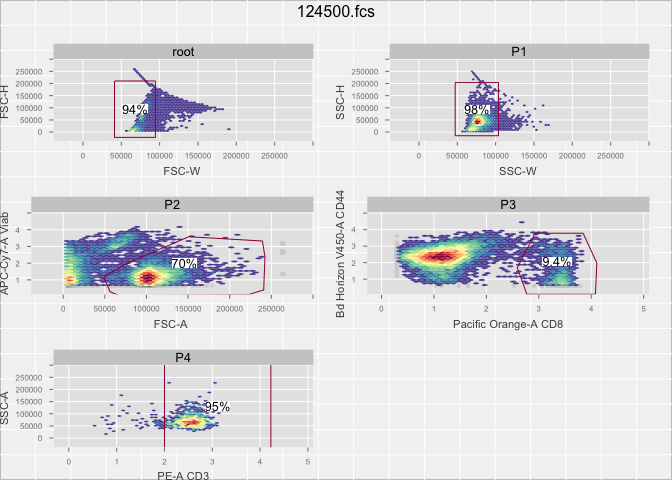 124500.fcs
root
P1
FSC-H
250000
200000
150000
100000
50000
0
94%
0 50000 100000 150000 200000 250000
FSC-W
SSC-H
250000
200000
150000
100000
50000
0
98%
0 50000 100000 150000 200000 250000
SSC-W
P2
P3
APC-Cy7-A Viab
4
3
2
1
70%
0 50000 100000 150000 200000 250000
FSC-A
Bd Horizon V450-A CD44
4
3
2
1
9.4%
0 1 2 3 4 5
Pacific Orange-A CD8
P4
SSC-A
250000
200000
150000
100000
50000
0
95%
0 1 2 3 4 5
PE-A CD3